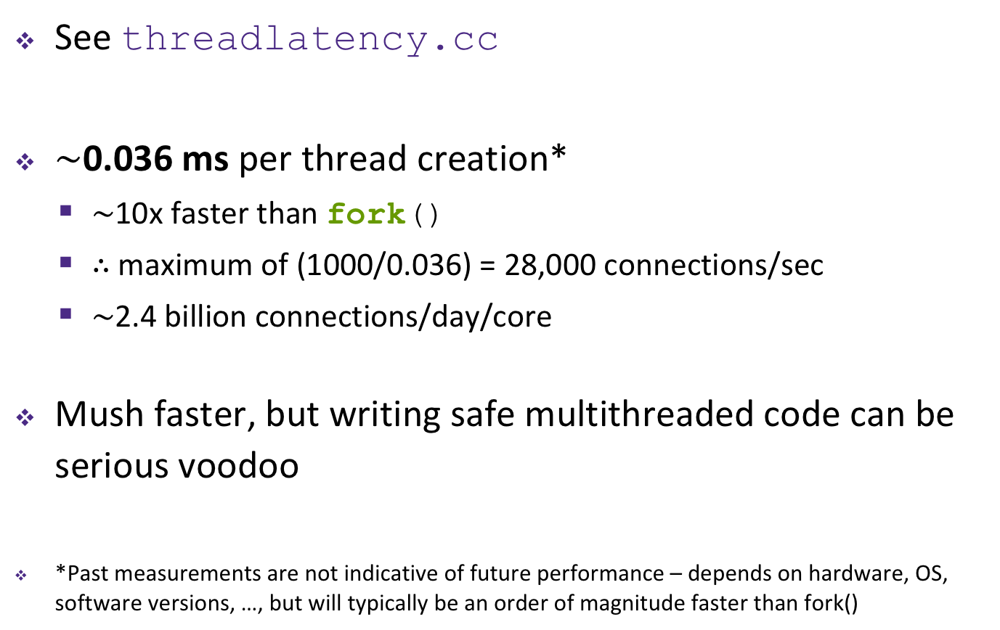 See threadlatency.cc
~0.036 ms per thread creation*
~10x faster than fork()
∴ maximum of (1000/0.036) = 28,000 connections/sec
~2.4 billion connections/day/core
Mush faster, but writing safe multithreaded code can be
serious voodoo
*Past measurements are not indicative of future performance – depends on hardware, OS,
software versions, …, but will typically be an order of magnitude faster than fork()